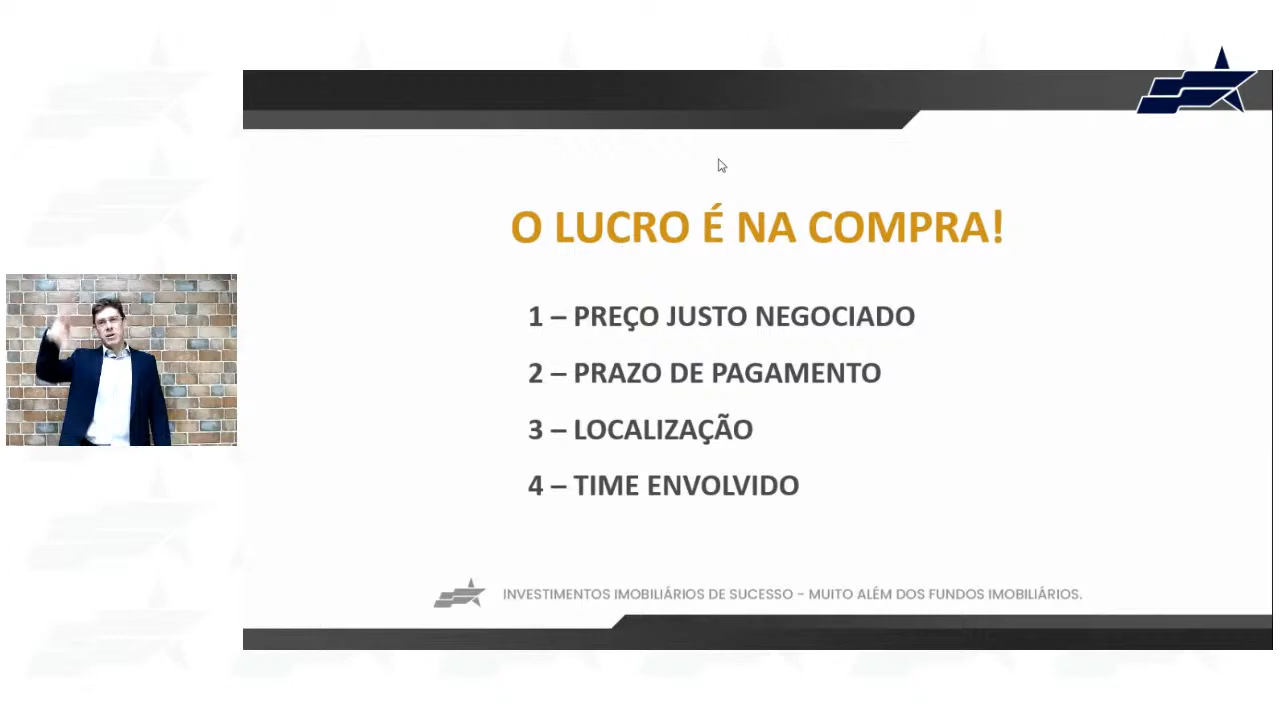 O LUCRO É NA COMPRA!
1 – PREÇO JUSTO NEGOCIADO
2 – PRAZO DE PAGAMENTO
3 – LOCALIZAÇÃO
4 – TIME ENVOLVIDO
INVESTIMENTOS IMOBILIÁRIOS DE SUCESSO - MUITO ALÉM DOS FUNDOS IMOBILIÁRIOS.